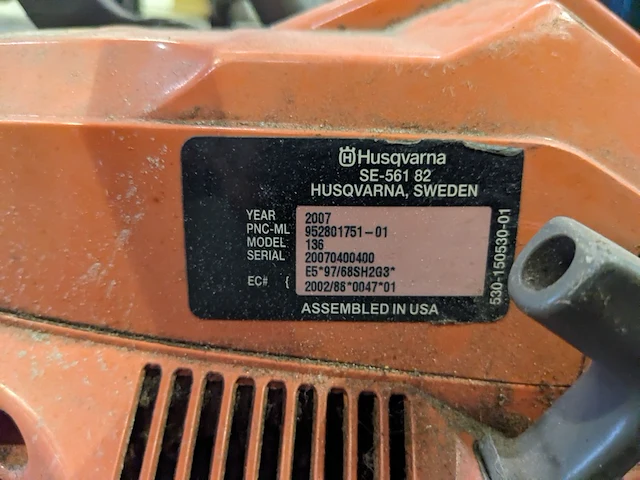 Husqvarna
SE-561 82
HUSQVARNA, SWEDEN
YEAR 2007
PNC-ML 952801751-01
MODEL 136
SERIAL 20070400400
EC# { E5*97/68SH2G3*
2002/86*0047*01
ASSEMBLED IN USA
530-150530-01